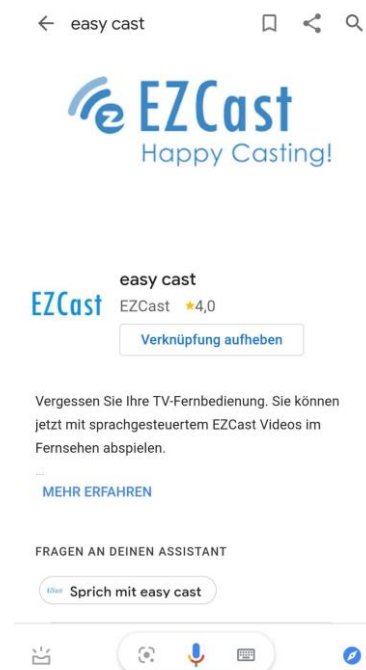 easy cast
EZCast
Happy Casting!
easy cast
EZCast
EZCast ★4,0
Verknüpfung aufheben
Vergessen Sie Ihre TV-Fernbedienung. Sie können
jetzt mit sprachgesteuertem EZCast Videos im
Fernsehen abspielen.
...
MEHR ERFAHREN
FRAGEN AN DEINEN ASSISTANT
Sprich mit easy cast